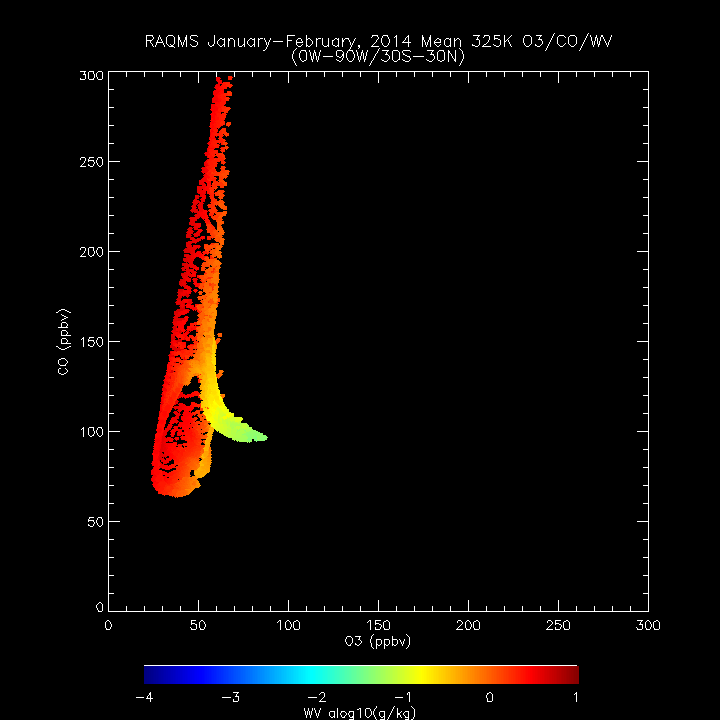 RAQMS January-February, 2014 Mean 325K O3/CO/WV
(0W-90W/30S-30N)
300
250
200
150
100
50
0
CO (ppbv)
0 50 100 150 200 250 300
O3 (ppbv)
-4 -3 -2 -1 0 1
WV alog10(g/kg)